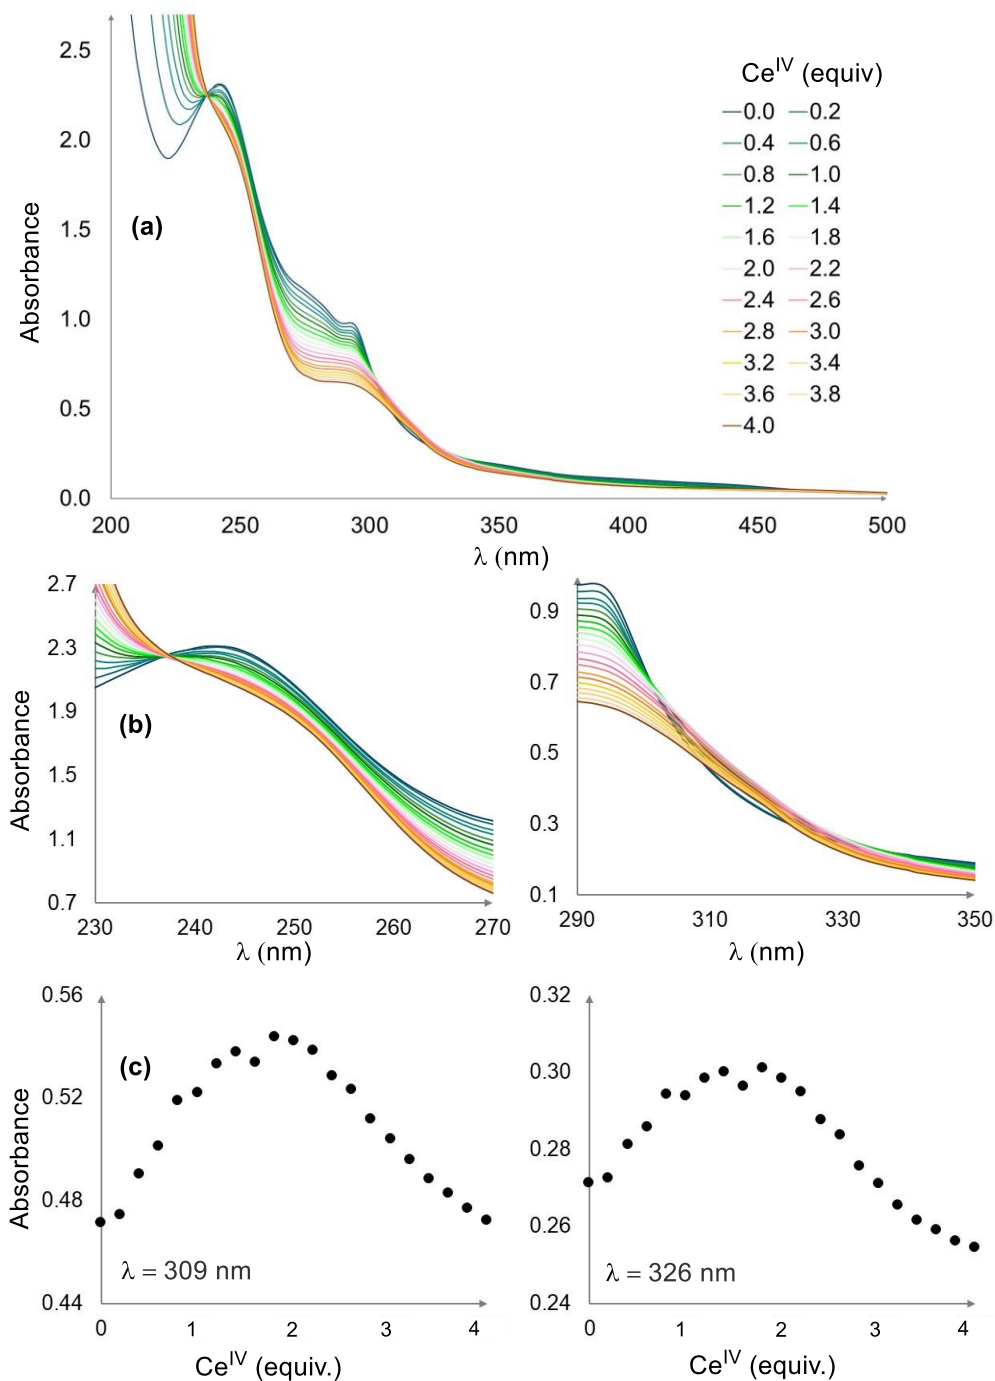 2.5
2.0
1.5
1.0
0.5
0.0
Absorbance
(a)
Ce^IV (equiv)
0.0 0.2
0.4 0.6
0.8 1.0
1.2 1.4
1.6 1.8
2.0 2.2
2.4 2.6
2.8 3.0
3.2 3.4
3.6 3.8
4.0
200 250 300 350 400 450 500
λ (nm)
2.7
2.3
1.9
1.5
1.1
0.7
Absorbance
(b)
230 240 250 260 270
λ (nm)
0.9
0.7
0.5
0.3
0.1
290 310 330 350
λ (nm)
0.56
0.52
0.48
0.44
Absorbance
(c)
λ = 309 nm
0 1 2 3 4
Ce^IV (equiv.)
0.32
0.30
0.28
0.26
0.24
λ = 326 nm
0 1 2 3 4
Ce^IV (equiv.)